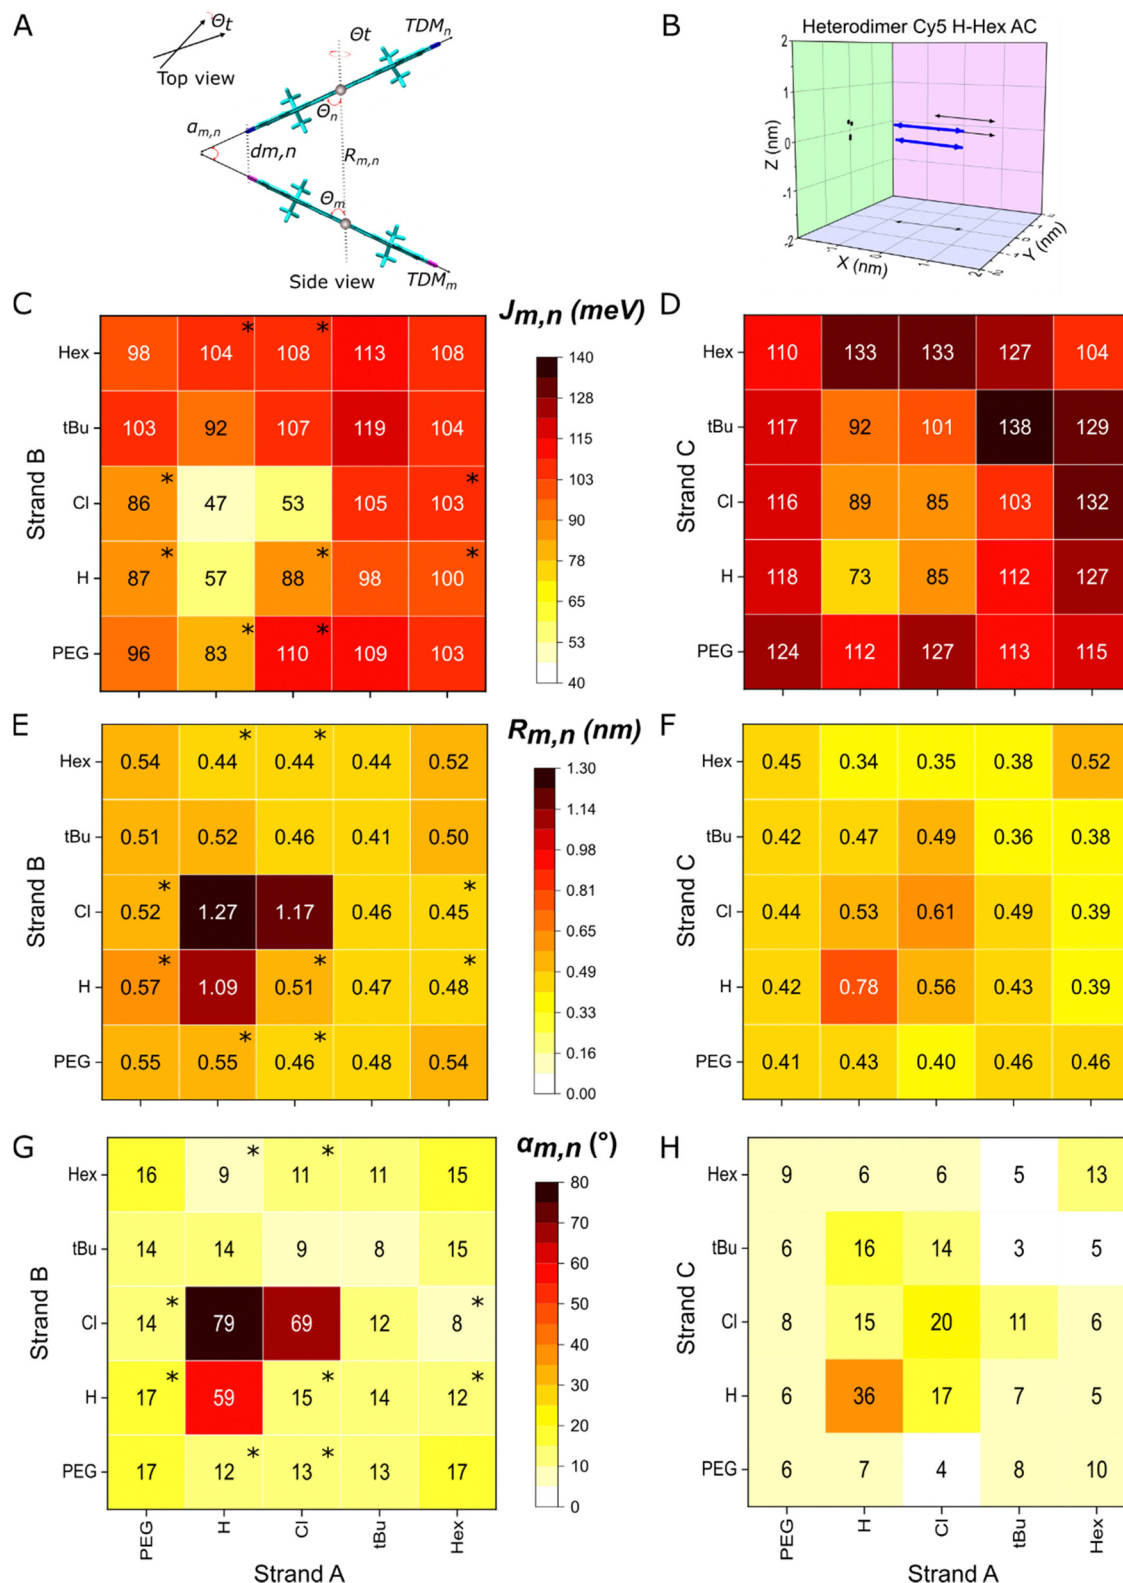 A
Θt
Top view
Θt
TDMn
Θn
αm,n
dm,n
Rm,n
Θm
Side view
TDMm
B
Heterodimer Cy5 H-Hex AC
2
1
0
-1
-2
Z (nm)
-2
-1
0
1
2
X (nm)
Y (nm)
C
Jm,n (meV)
D
Strand B
Hex 98 104* 108* 113 108
tBu 103 92 107 119 104
Cl 86* 47 53 105 103*
H 87* 57 88* 98 100*
PEG 96 83* 110* 109 103
140
128
115
103
90
78
65
53
40
Strand C
Hex 110 133 133 127 104
tBu 117 92 101 138 129
Cl 116 89 85 103 132
H 118 73 85 112 127
PEG 124 112 127 113 115
E
Rm,n (nm)
F
Strand B
Hex 0.54 0.44* 0.44* 0.44 0.52
tBu 0.51 0.52 0.46 0.41 0.50
Cl 0.52* 1.27 1.17 0.46 0.45*
H 0.57* 1.09 0.51* 0.47 0.48*
PEG 0.55 0.55* 0.46* 0.48 0.54
1.30
1.14
0.98
0.81
0.65
0.49
0.33
0.16
0.00
Strand C
Hex 0.45 0.34 0.35 0.38 0.52
tBu 0.42 0.47 0.49 0.36 0.38
Cl 0.44 0.53 0.61 0.49 0.39
H 0.42 0.78 0.56 0.43 0.39
PEG 0.41 0.43 0.40 0.46 0.46
G
αm,n (°)
H
Strand B
Hex 16 9* 11* 11 15
tBu 14 14 9 8 15
Cl 14* 79 69 12 8*
H 17* 59 15* 14 12*
PEG 17 12* 13* 13 17
PEG H Cl tBu Hex
Strand A
80
70
60
50
40
30
20
10
0
Strand C
Hex 9 6 6 5 13
tBu 6 16 14 3 5
Cl 8 15 20 11 6
H 6 36 17 7 5
PEG 6 7 4 8 10
PEG H Cl tBu Hex
Strand A